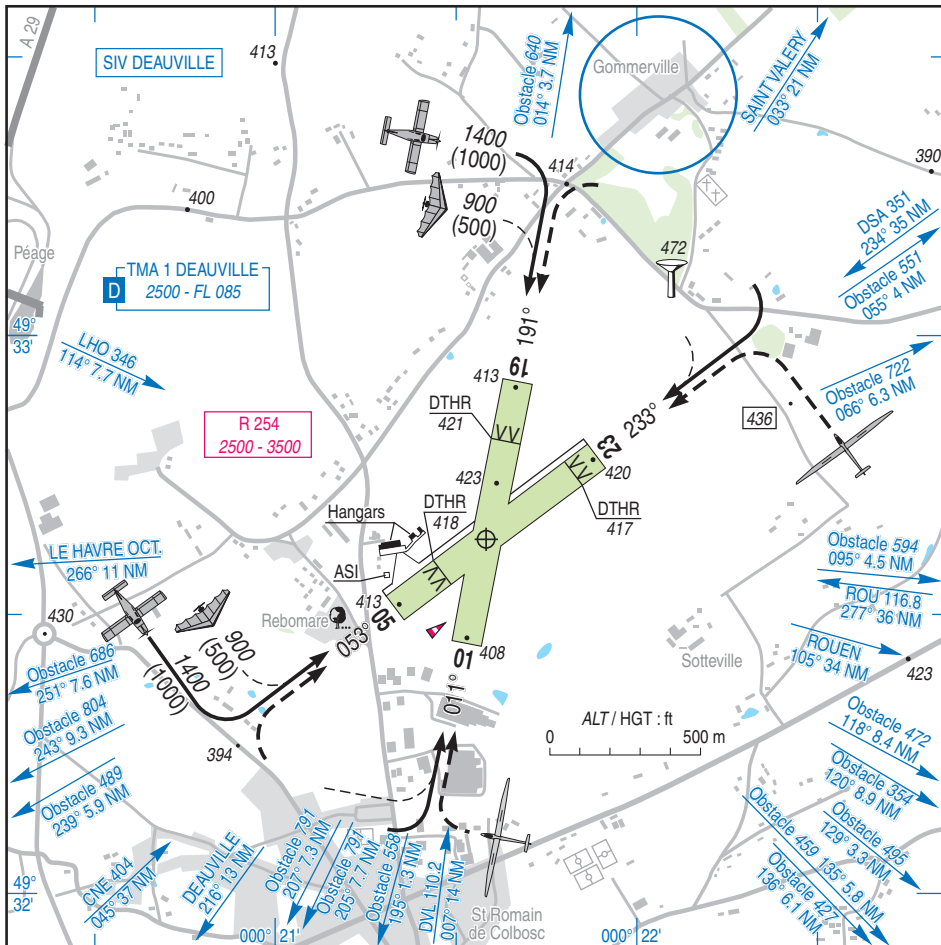 A 29
413
SIV DEAUVILLE
Obstacle 640
014° 3.7 NM
Gommerville
SAINT VALERY
033° 21 NM
1400
(1000)
414
390
900
(500)
400
DSA 351
234° 35 NM
Péage
472
Obstacle 551
055° 4 NM
D
TMA 1 DEAUVILLE
2500 - FL 085
49°
33'
LHO 346
114° 7.7 NM
191°
19
413
Obstacle 722
066° 6.3 NM
DTHR
421
436
R 254
2500 - 3500
233°
23
420
423
DTHR
418
DTHR
417
Hangars
LE HAVRE OCT.
266° 11 NM
ASI
Obstacle 594
095° 4.5 NM
ROU 116.8
277° 36 NM
413
05
053°
Rebomare
430
900
(500)
1400
(1000)
01
408
011°
Sotteville
ROUEN
105° 34 NM
423
Obstacle 686
251° 7.6 NM
Obstacle 804
243° 9.3 NM
394
ALT / HGT : ft
0 500 m
Obstacle 472
118° 8.4 NM
Obstacle 354
120° 8.9 NM
Obstacle 489
239° 5.9 NM
Obstacle 495
129° 3.3 NM
Obstacle 459 135° 5.8 NM
Obstacle 427
136° 6.1 NM
49°
32'
CNE 404
045° 37 NM
DEAUVILLE
216° 13 NM
Obstacle 791
207° 7.3 NM
Obstacle 791
205° 7.7 NM
Obstacle 558
195° 1.3 NM
DVL 110.2
007° 14 NM
St Romain
de Colbosc
000° 21'
000° 22'